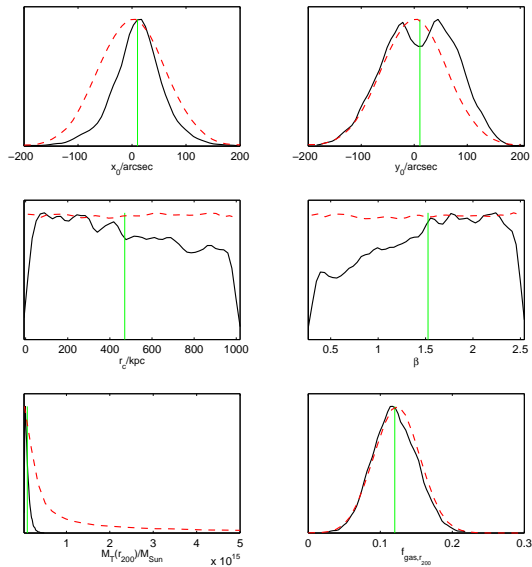 −200 −100 0 100 200
x0/arcsec
−200 −100 0 100 200
y0/arcsec
0 200 400 600 800 1000
rc/kpc
0.5 1 1.5 2 2.5
β
0 1 2 3 4 5
x 10^15
MT(r200)/MSun
0 0.1 0.2 0.3
fgas,r200